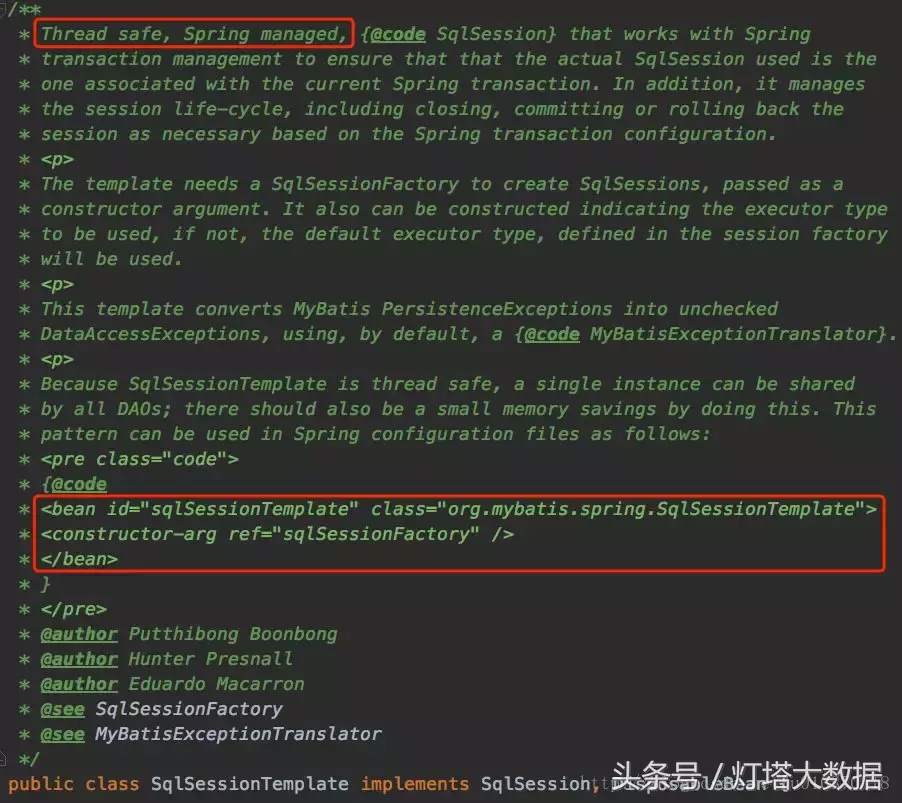 /**
* Thread safe, Spring managed, {@code SqlSession} that works with Spring
* transaction management to ensure that that the actual SqlSession used is the
* one associated with the current Spring transaction. In addition, it manages
* the session life-cycle, including closing, committing or rolling back the
* session as necessary based on the Spring transaction configuration.
* <p>
* The template needs a SqlSessionFactory to create SqlSessions, passed as a
* constructor argument. It also can be constructed indicating the executor type
* to be used, if not, the default executor type, defined in the session factory
* will be used.
* <p>
* This template converts MyBatis PersistenceExceptions into unchecked
* DataAccessExceptions, using, by default, a {@code MyBatisExceptionTranslator}.
* <p>
* Because SqlSessionTemplate is thread safe, a single instance can be shared
* by all DAOs; there should also be a small memory savings by doing this. This
* pattern can be used in Spring configuration files as follows:
* <pre class="code">
* {@code
* <bean id="sqlSessionTemplate" class="org.mybatis.spring.SqlSessionTemplate">
* <constructor-arg ref="sqlSessionFactory" />
* </bean>
* }
* </pre>
* @author Putthibong Boonbong
* @author Hunter Presnall
* @author Eduardo Macarron
* @see SqlSessionFactory
* @see MyBatisExceptionTranslator
*/
public class SqlSessionTemplate implements SqlSession,
头条号 / 灯塔大数据